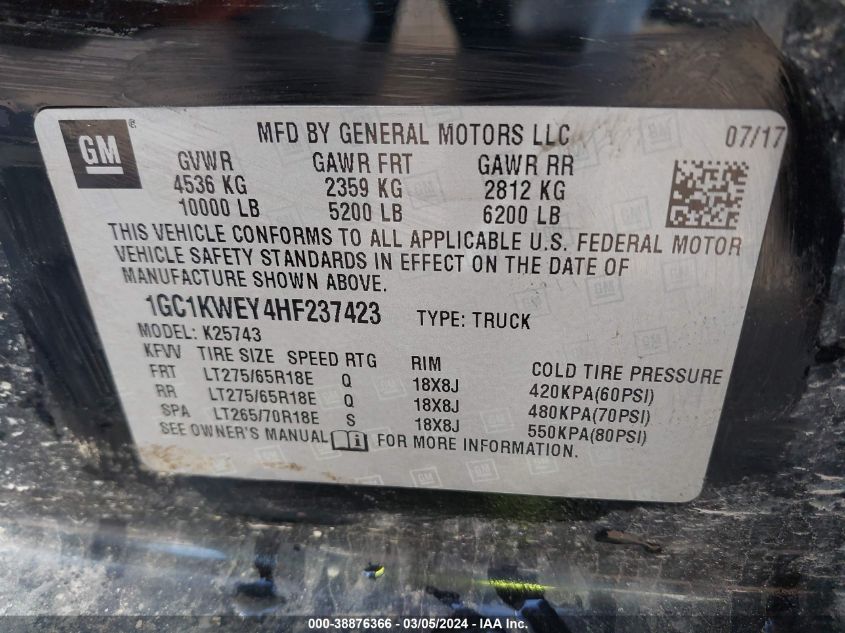 GM
MFD BY GENERAL MOTORS LLC 07/17
GVWR GAWR FRT GAWR RR
4536 KG 2359 KG 2812 KG
10000 LB 5200 LB 6200 LB
THIS VEHICLE CONFORMS TO ALL APPLICABLE U.S. FEDERAL MOTOR
VEHICLE SAFETY STANDARDS IN EFFECT ON THE DATE OF
MANUFACTURE SHOWN ABOVE.
1GC1KWEY4HF237423 TYPE: TRUCK
MODEL: K25743
KFVV TIRE SIZE SPEED RTG RIM COLD TIRE PRESSURE
FRT LT275/65R18E Q 18X8J 420KPA(60PSI)
RR LT275/65R18E Q 18X8J 480KPA(70PSI)
SPA LT265/70R18E S 18X8J 550KPA(80PSI)
SEE OWNER'S MANUAL FOR MORE INFORMATION.
000-38876366 - 03/05/2024 - IAA Inc.